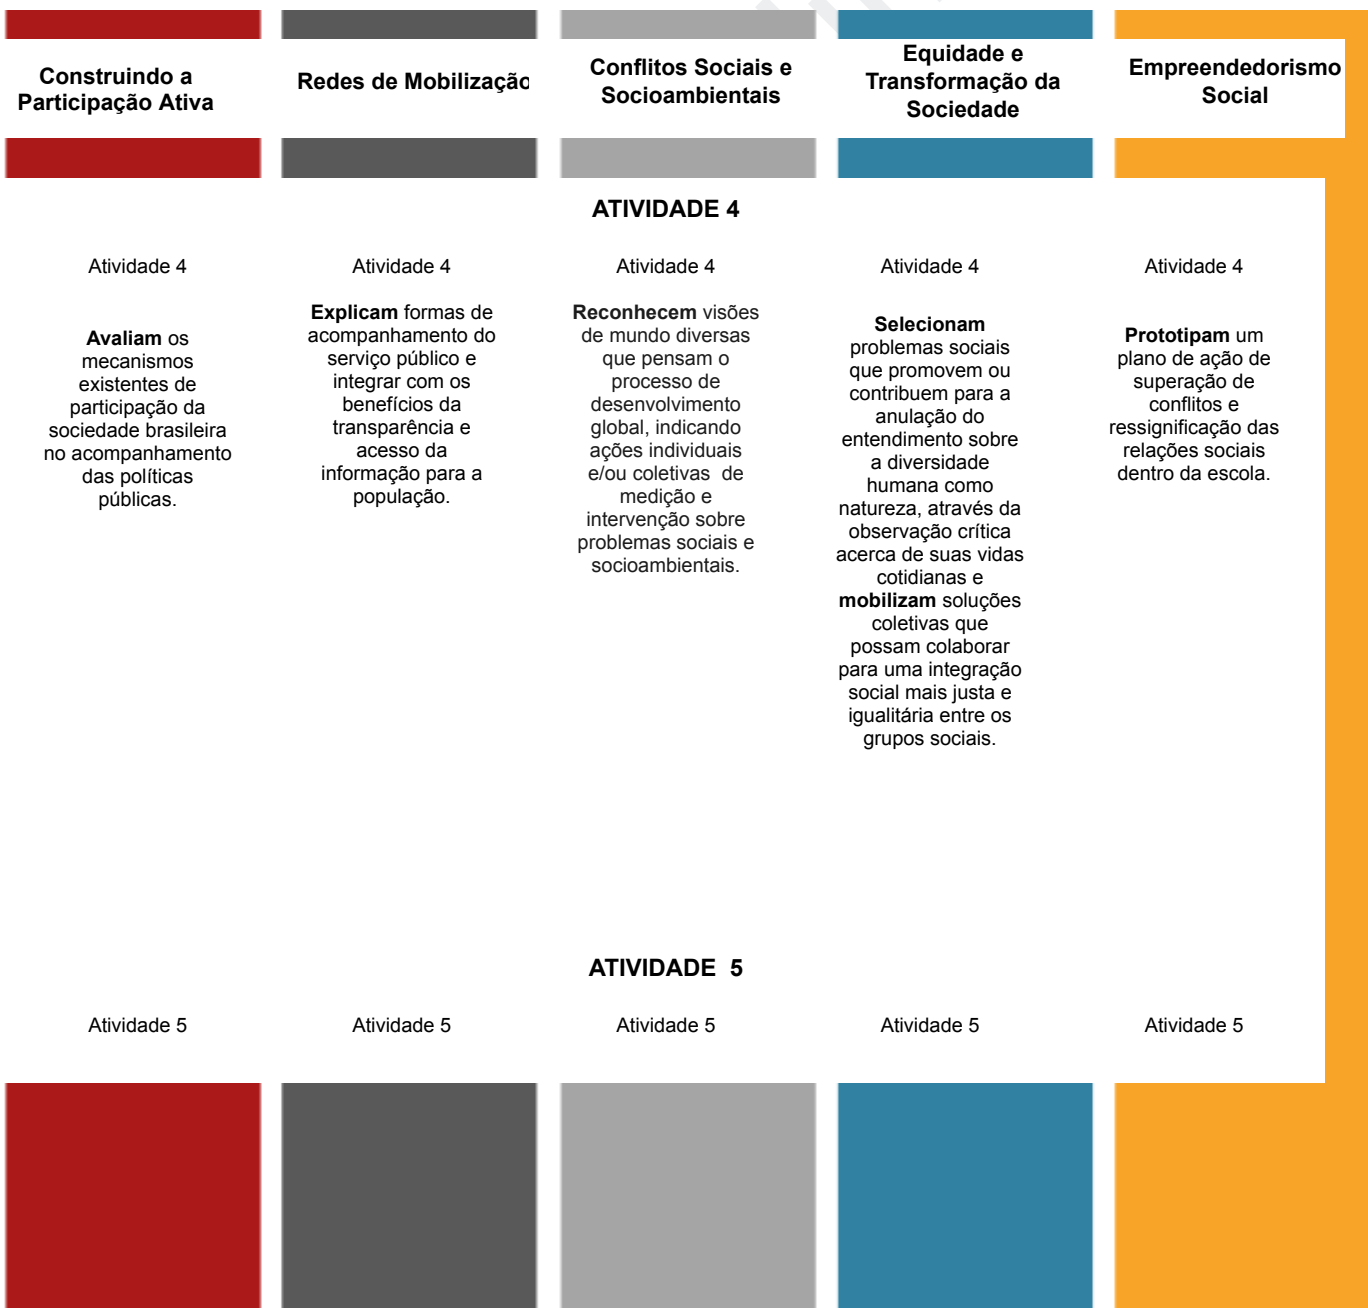 Construindo a
Participação Ativa
Redes de Mobilização
Conflitos Sociais e
Socioambientais
Equidade e
Transformação da
Sociedade
Empreendedorismo
Social
ATIVIDADE 4
Atividade 4
Avaliam os
mecanismos
existentes de
participação da
sociedade brasileira
no acompanhamento
das políticas
públicas.
Atividade 4
Explicam formas de
acompanhamento do
serviço público e
integrar com os
benefícios da
transparência e
acesso da
informação para a
população.
Atividade 4
Reconhecem visões
de mundo diversas
que pensam o
processo de
desenvolvimento
global, indicando
ações individuais
e/ou coletivas  de
medição e
intervenção sobre
problemas sociais e
socioambientais.
Atividade 4
Selecionam
problemas sociais
que promovem ou
contribuem para a
anulação do
entendimento sobre
a diversidade
humana como
natureza, através da
observação crítica
acerca de suas vidas
cotidianas e
mobilizam soluções
coletivas que
possam colaborar
para uma integração
social mais justa e
igualitária entre os
grupos sociais.
Atividade 4
Prototipam um
plano de ação de
superação de
conflitos e
ressignificação das
relações sociais
dentro da escola.
ATIVIDADE  5
Atividade 5
Atividade 5
Atividade 5
Atividade 5
Atividade 5